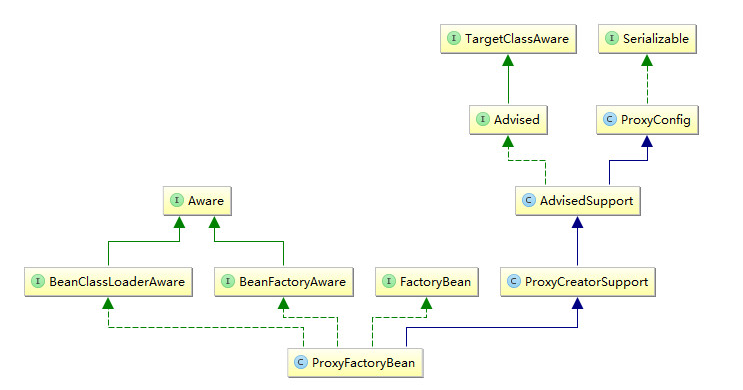 I TargetClassAware
I Serializable
I Advised
C ProxyConfig
I Aware
C AdvisedSupport
I BeanClassLoaderAware
I BeanFactoryAware
I FactoryBean
C ProxyCreatorSupport
C ProxyFactoryBean